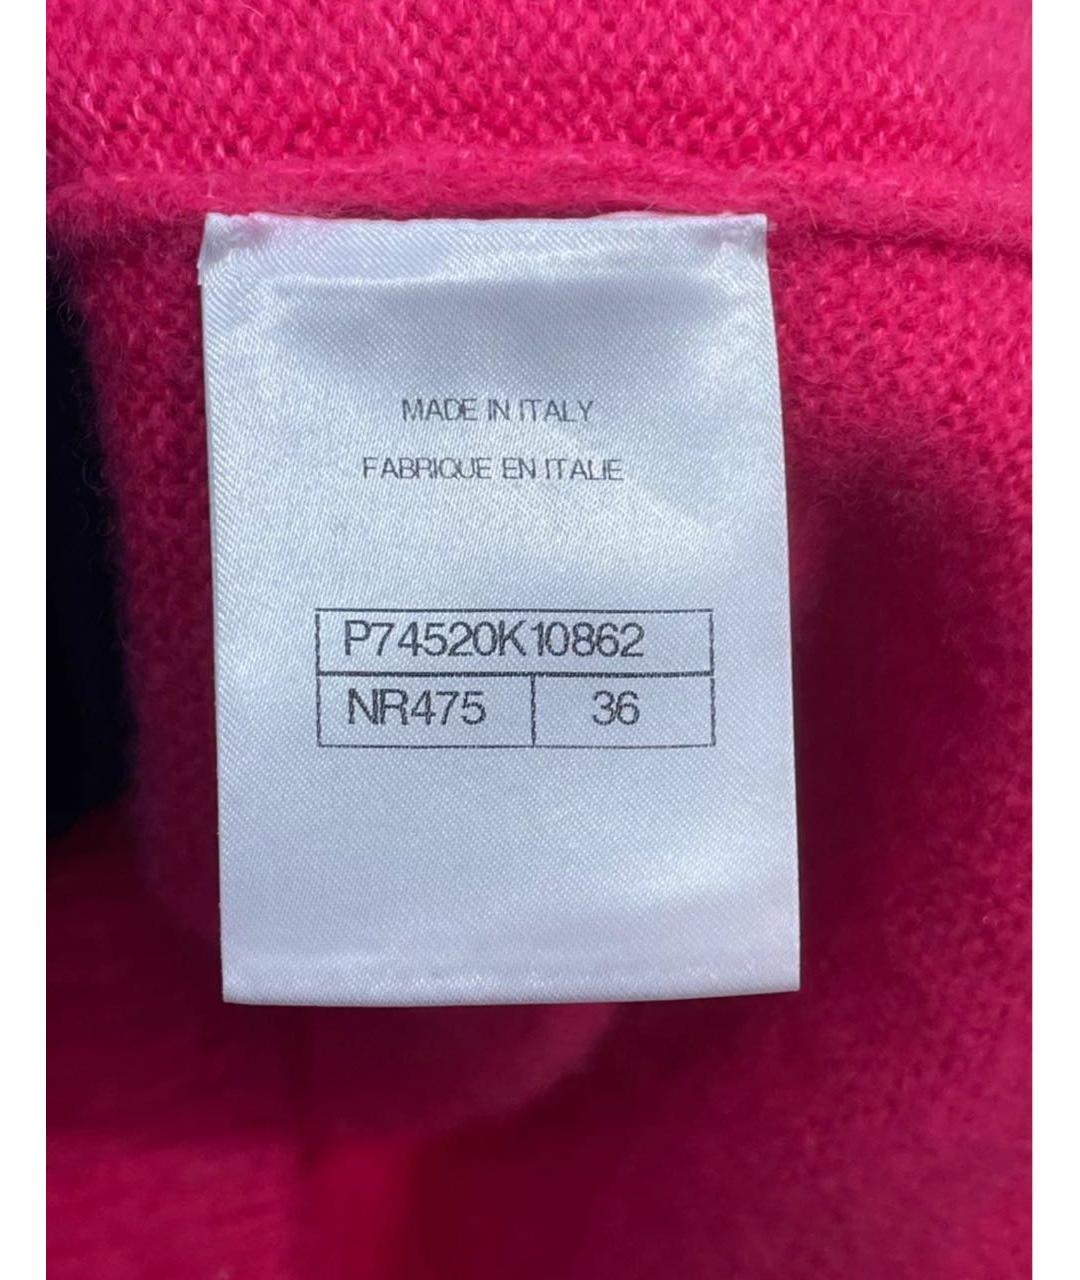 MADE IN ITALY
FABRIQUE EN ITALIE
P74520K10862
NR475 36